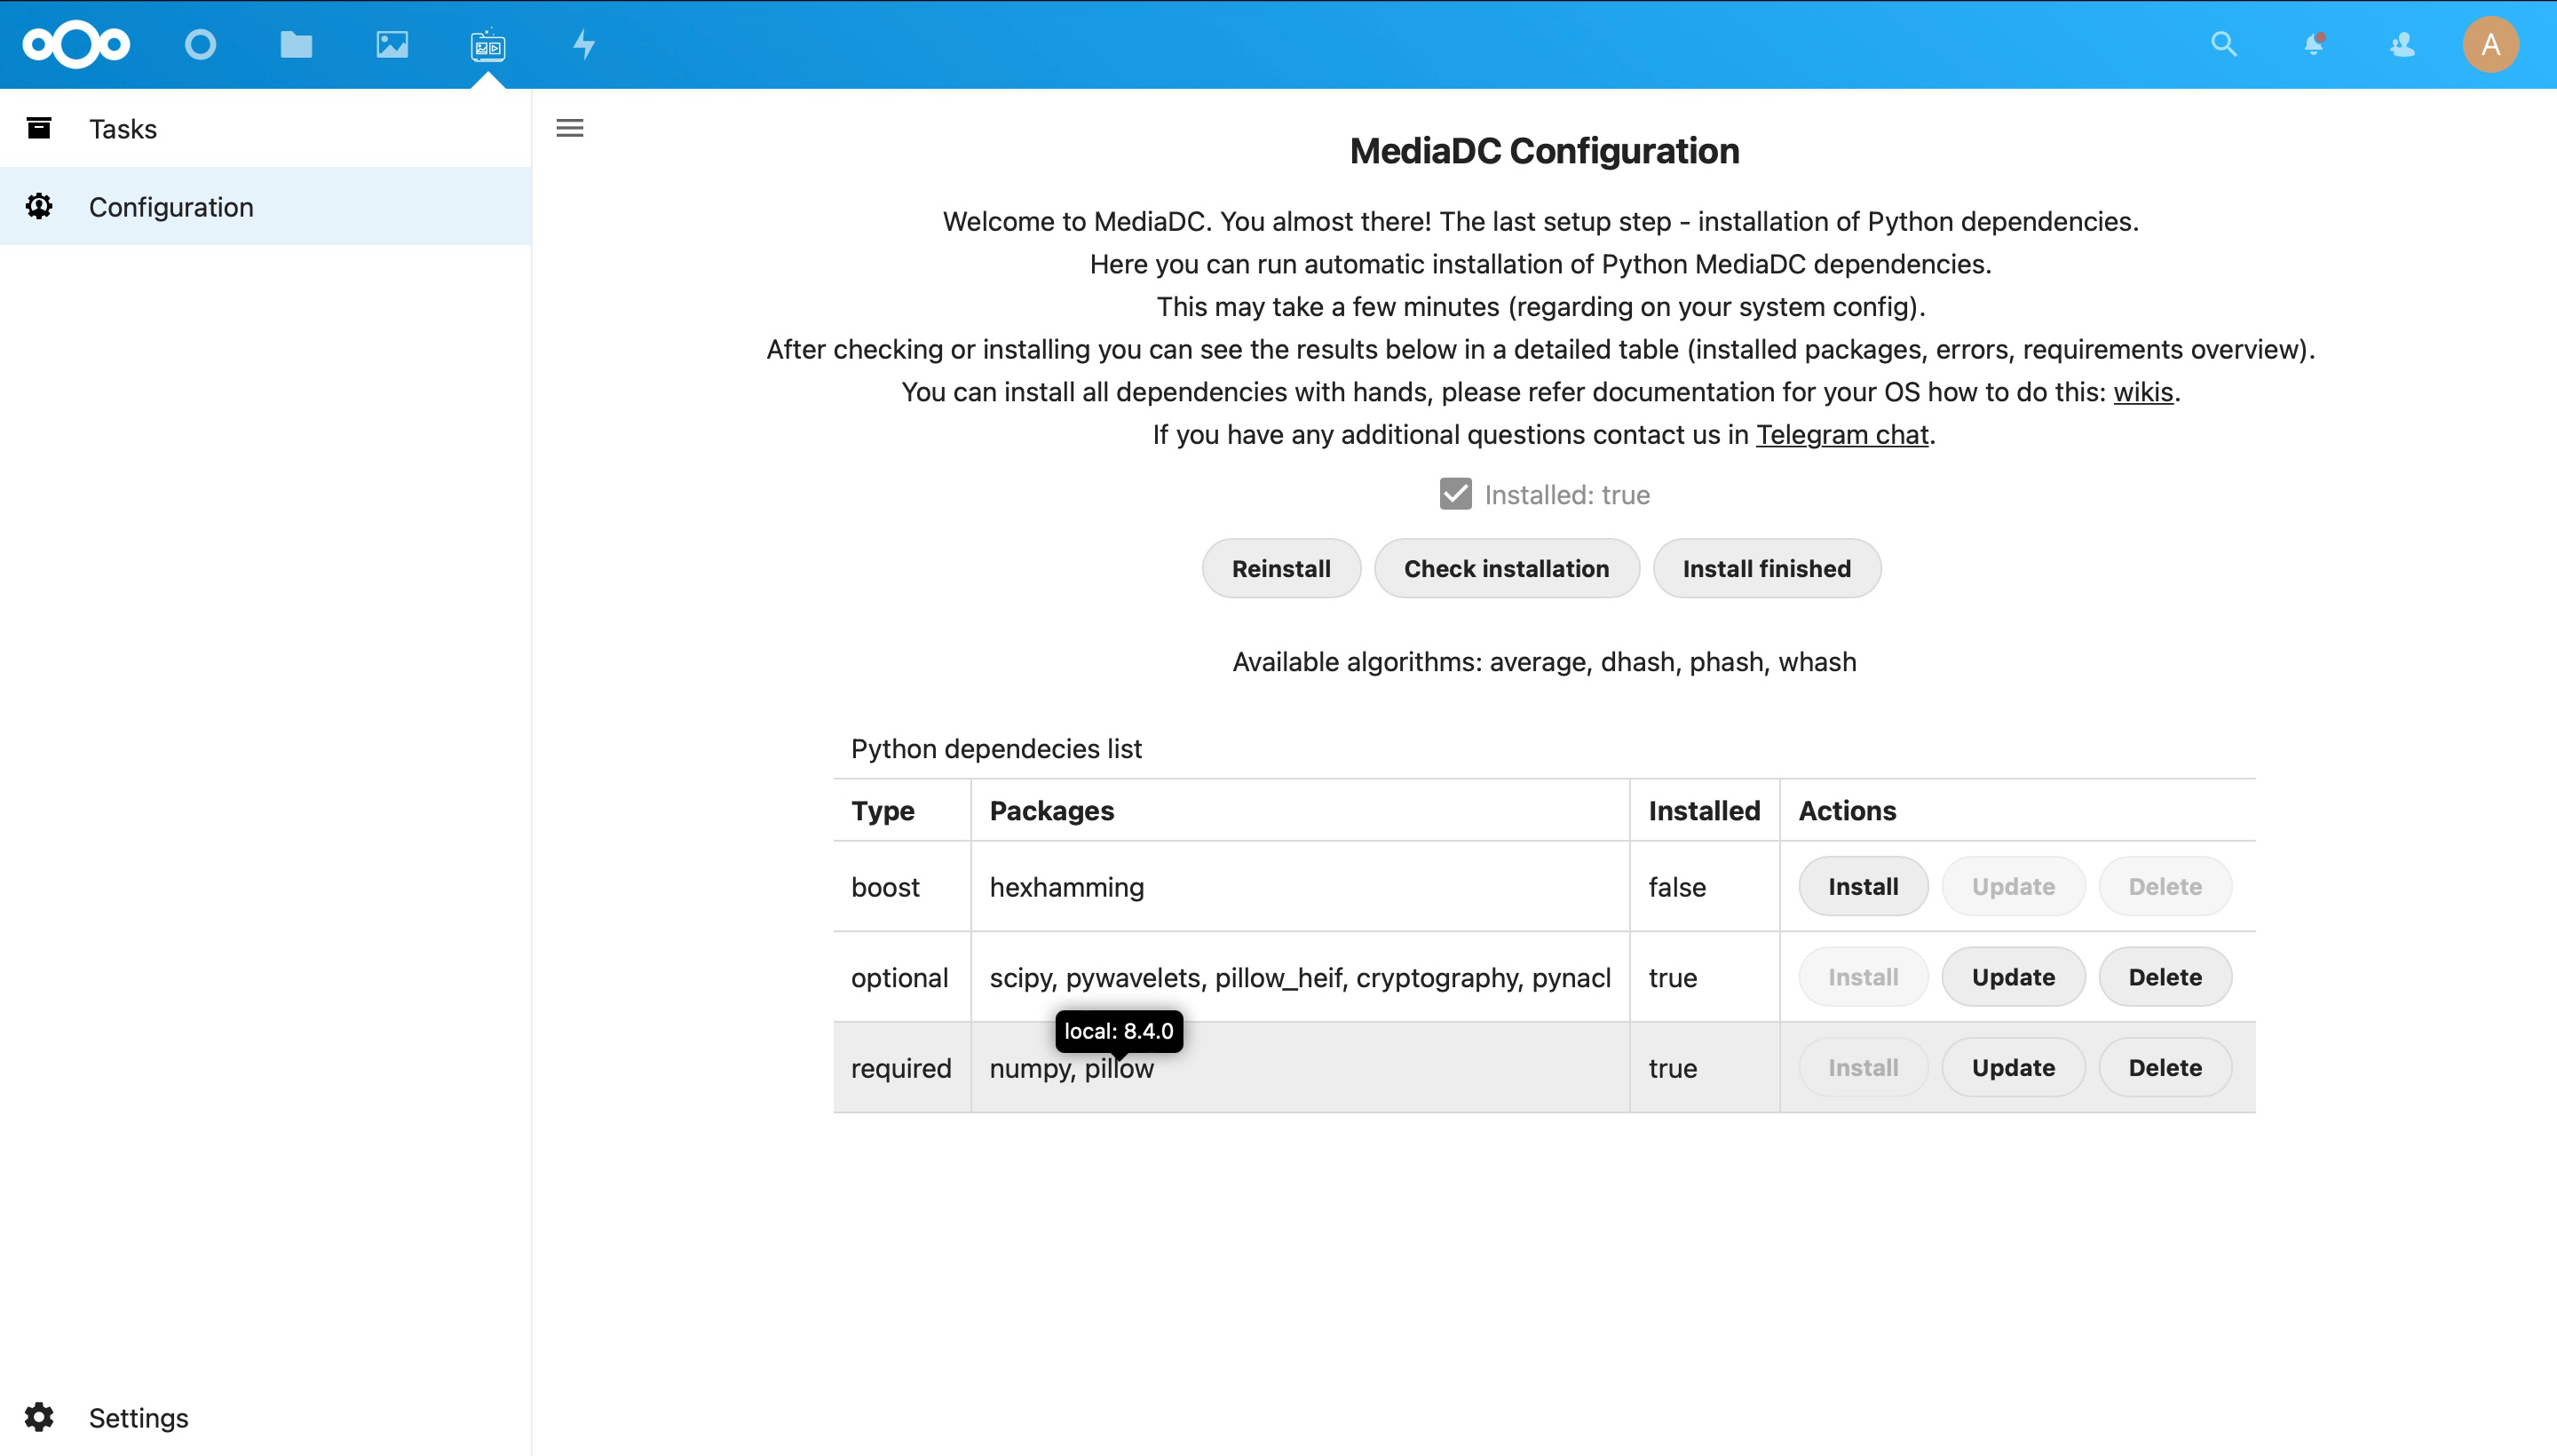 A
Tasks
Configuration
MediaDC Configuration
Welcome to MediaDC. You almost there! The last setup step - installation of Python dependencies.
Here you can run automatic installation of Python MediaDC dependencies.
This may take a few minutes (regarding on your system config).
After checking or installing you can see the results below in a detailed table (installed packages, errors, requirements overview).
You can install all dependencies with hands, please refer documentation for your OS how to do this: wikis.
If you have any additional questions contact us in Telegram chat.
Installed: true
Reinstall Check installation Install finished
Available algorithms: average, dhash, phash, whash
Python dependecies list
Type Packages Installed Actions
boost hexhamming false Install Update Delete
optional scipy, pywavelets, pillow_heif, cryptography, pynacl true Install Update Delete
local: 8.4.0
required numpy, pillow true Install Update Delete
Settings